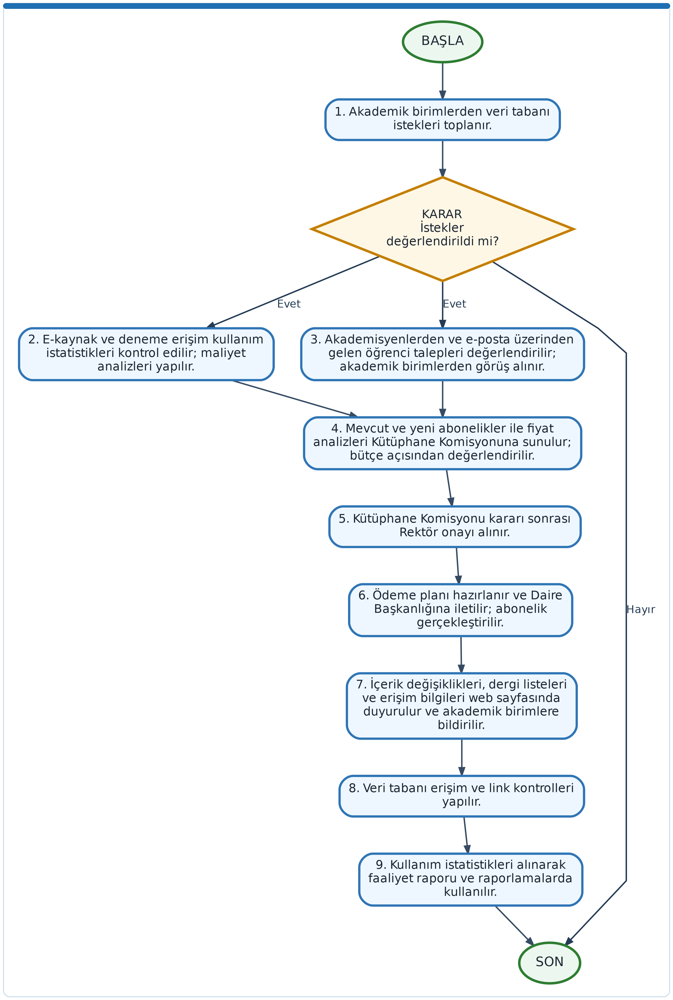 BAŞLA
1. Akademik birimlerden veri tabanı
istekleri toplanır.
KARAR
İstekler
değerlendirildi mi?
Evet
Evet
2. E-kaynak ve deneme erişim kullanım
istatistikleri kontrol edilir; maliyet
analizleri yapılır.
3. Akademisyenlerden ve e-posta üzerinden
gelen öğrenci talepleri değerlendirilir;
akademik birimlerden görüş alınır.
4. Mevcut ve yeni abonelikler ile fiyat
analizleri Kütüphane Komisyonuna sunulur;
bütçe açısından değerlendirilir.
5. Kütüphane Komisyonu kararı sonrası
Rektör onayı alınır.
6. Ödeme planı hazırlanır ve Daire
Başkanlığına iletilir; abonelik
gerçekleştirilir.
Hayır
7. İçerik değişiklikleri, dergi listeleri
ve erişim bilgileri web sayfasında
duyurulur ve akademik birimlere
bildirilir.
8. Veri tabanı erişim ve link kontrolleri
yapılır.
9. Kullanım istatistikleri alınarak
faaliyet raporu ve raporlamalarda
kullanılır.
SON